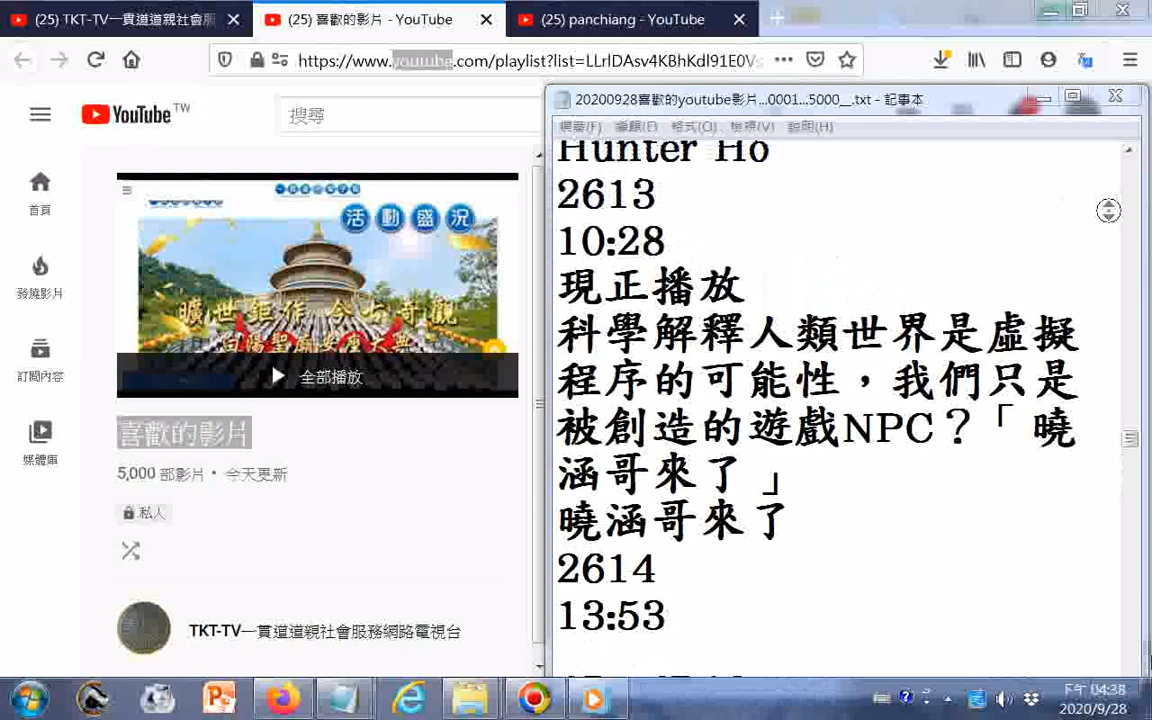 (25) TKT-TV一貫道道親社會服
(25) 喜歡的影片 - YouTube
(25) panchiang - YouTube
https://www.youtube.com/playlist?list=LLrlDAsv4KBhKdl91E0Vs
YouTube TW
搜尋
首頁
發燒影片
訂閱內容
媒體庫
活動盛況
曠世鉅作 今古奇觀
全部播放
喜歡的影片
5,000 部影片 • 今天更新
私人
TKT-TV一貫道道親社會服務網路電視台
20200928喜歡的youtube影片...0001...5000__.txt - 記事本
檔案(F) 編輯(E) 格式(O) 檢視(V) 說明(H)
Hunter Ho
2613
10:28
現正播放
科學解釋人類世界是虛擬
程序的可能性，我們只是
被創造的遊戲NPC？「 曉
涵哥來了 」
曉涵哥來了
2614
13:53
下午 04:38
2020/9/28